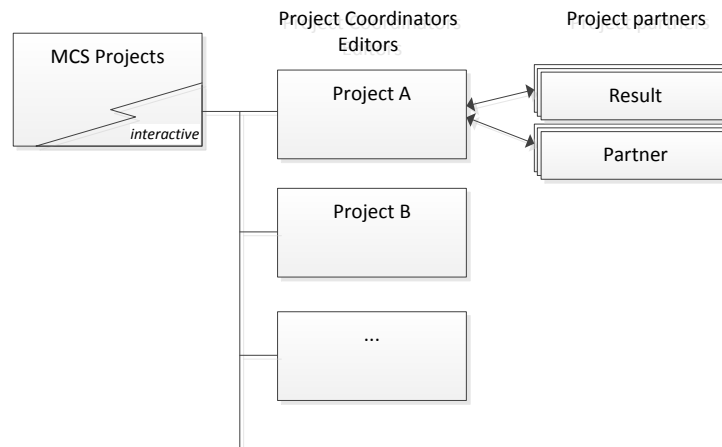 Project Coordinators
Editors
Project partners
MCS Projects
interactive
Project A
Result
Partner
Project B
...